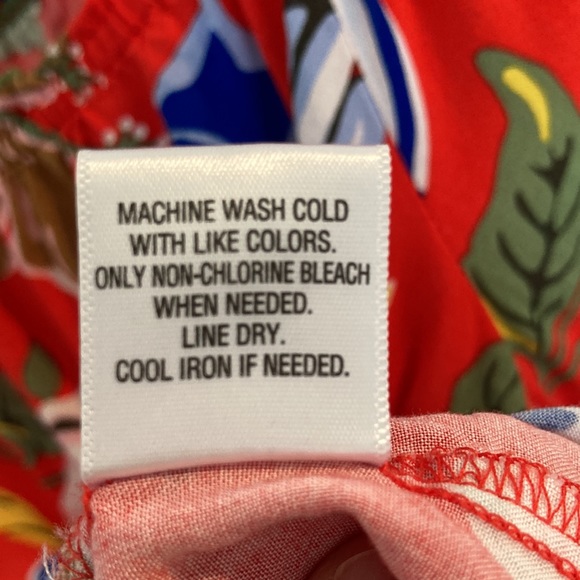 MACHINE WASH COLD
WITH LIKE COLORS.
ONLY NON-CHLORINE BLEACH
WHEN NEEDED.
LINE DRY.
COOL IRON IF NEEDED.